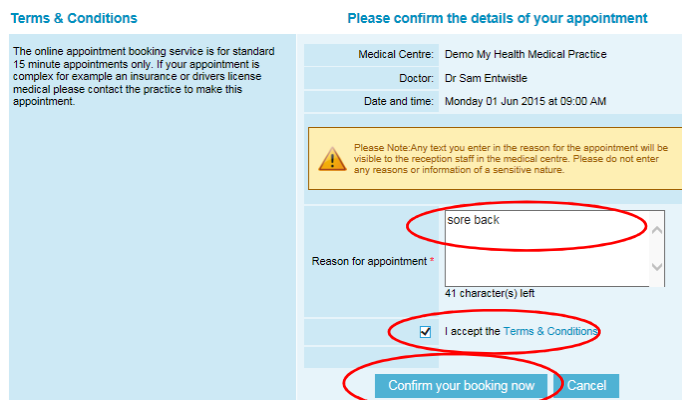 Terms & Conditions
The online appointment booking service is for standard
15 minute appointments only. If your appointment is
complex for example an insurance or drivers license
medical please contact the practice to make this
appointment.
Please confirm the details of your appointment
Medical Centre: Demo My Health Medical Practice
Doctor: Dr Sam Entwistle
Date and time: Monday 01 Jun 2015 at 09:00 AM
Please Note:Any text you enter in the reason for the appointment will be
visible to the reception staff in the medical centre. Please do not enter
any reasons or information of a sensitive nature.
sore back
Reason for appointment *
41 character(s) left
I accept the Terms & Conditions
Confirm your booking now Cancel